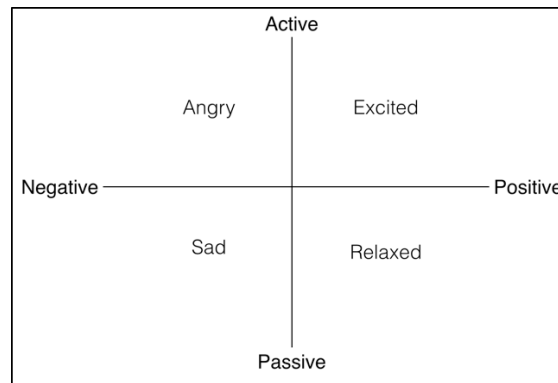 Active
Angry Excited
Negative Positive
Sad Relaxed
Passive